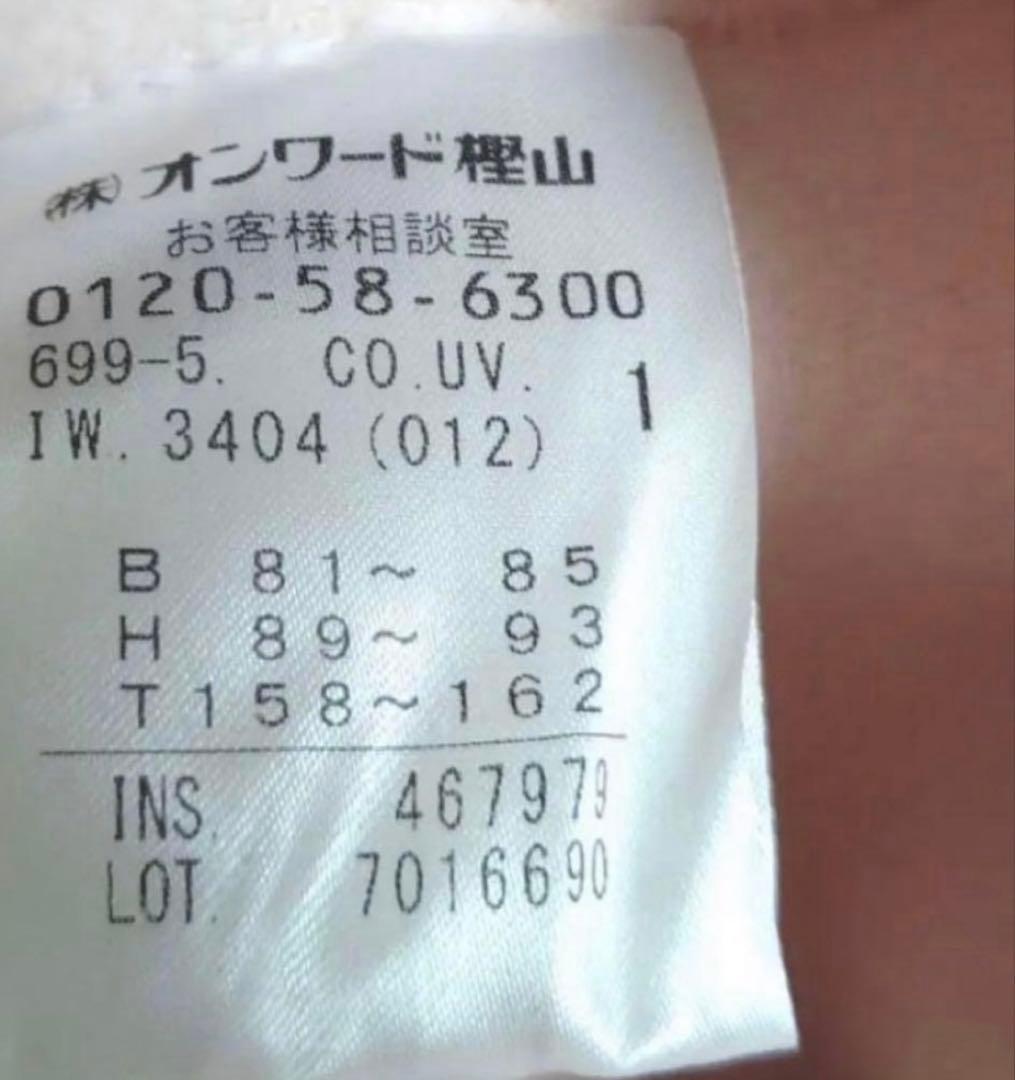 ㈱オンワード樫山
お客様相談室
0120-58-6300
699-5. CO.UV.
IW.3404(012) 1
B 81~ 85
H 89~ 93
T158~162
INS. 467979
LOT. 7016690